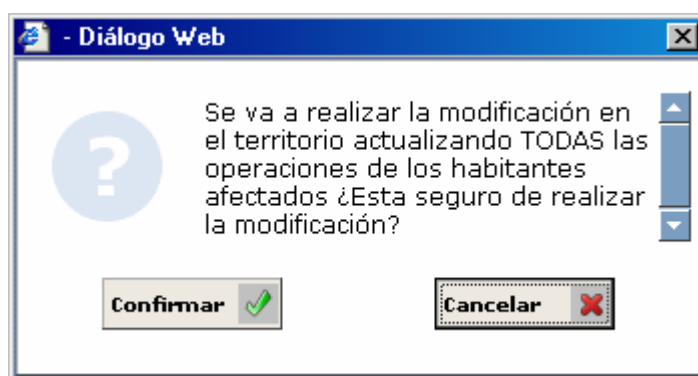 - Diálogo Web
Se va a realizar la modificación en
el territorio actualizando TODAS las
operaciones de los habitantes
afectados ¿Esta seguro de realizar
la modificación?
Confirmar
Cancelar